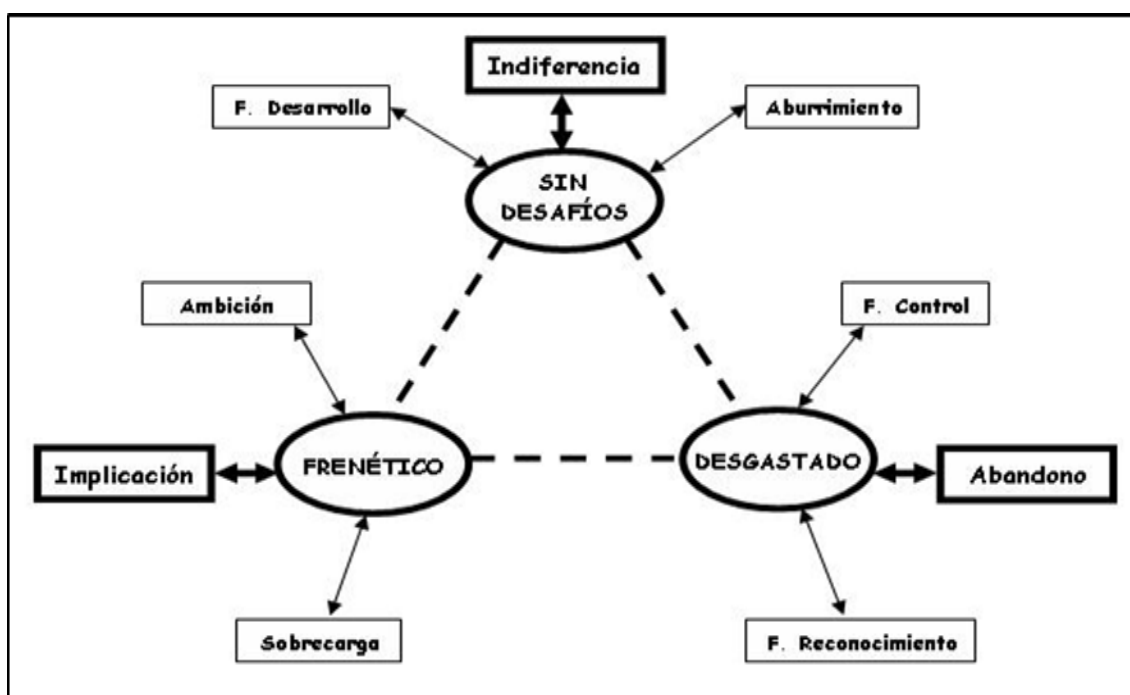 Indiferencia
F. Desarrollo
Aburrimiento
SIN
DESAFÍOS
Ambición
F. Control
Implicación
FRENÉTICO
DESGASTADO
Abandono
Sobrecarga
F. Reconocimiento